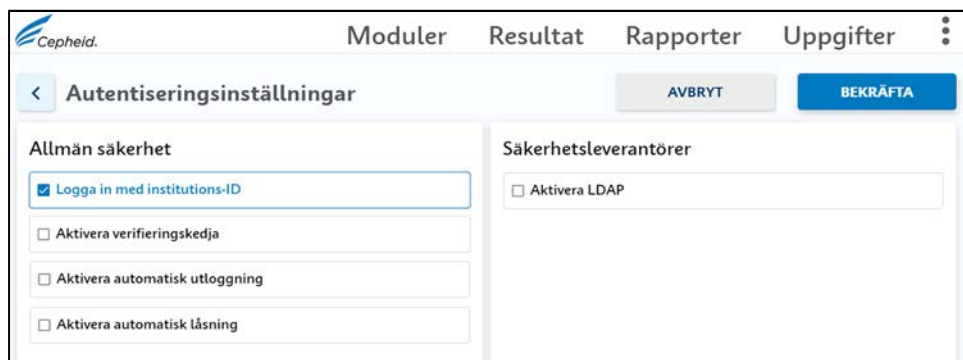 Cepheid.
Moduler Resultat Rapporter Uppgifter
Autentiseringsinställningar
AVBRYT
BEKRÄFTA
Allmän säkerhet
Logga in med institutions-ID
Aktivera verifieringskedja
Aktivera automatisk utloggning
Aktivera automatisk låsning
Säkerhetsleverantörer
Aktivera LDAP